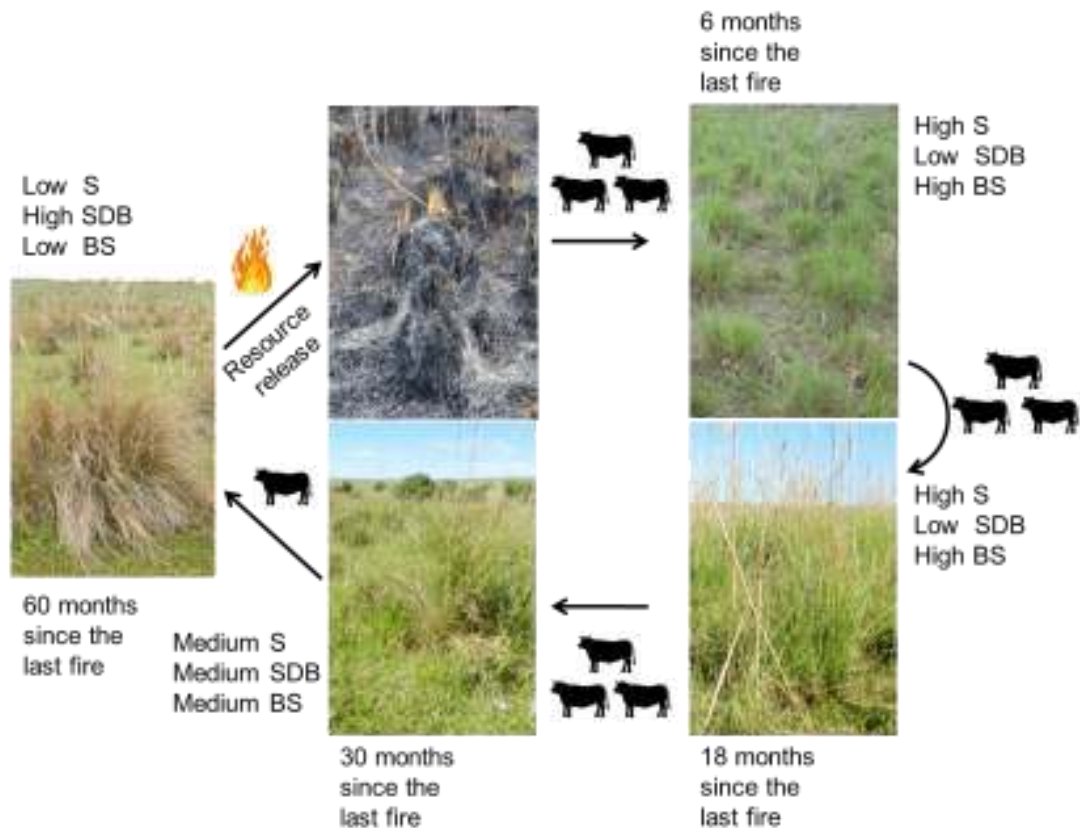 6 months
since the
last fire
High S
Low SDB
High BS
Low S
High SDB
Low BS
Resource
release
High S
Low SDB
High BS
60 months
since the
last fire
Medium S
Medium SDB
Medium BS
30 months
since the
last fire
18 months
since the
last fire